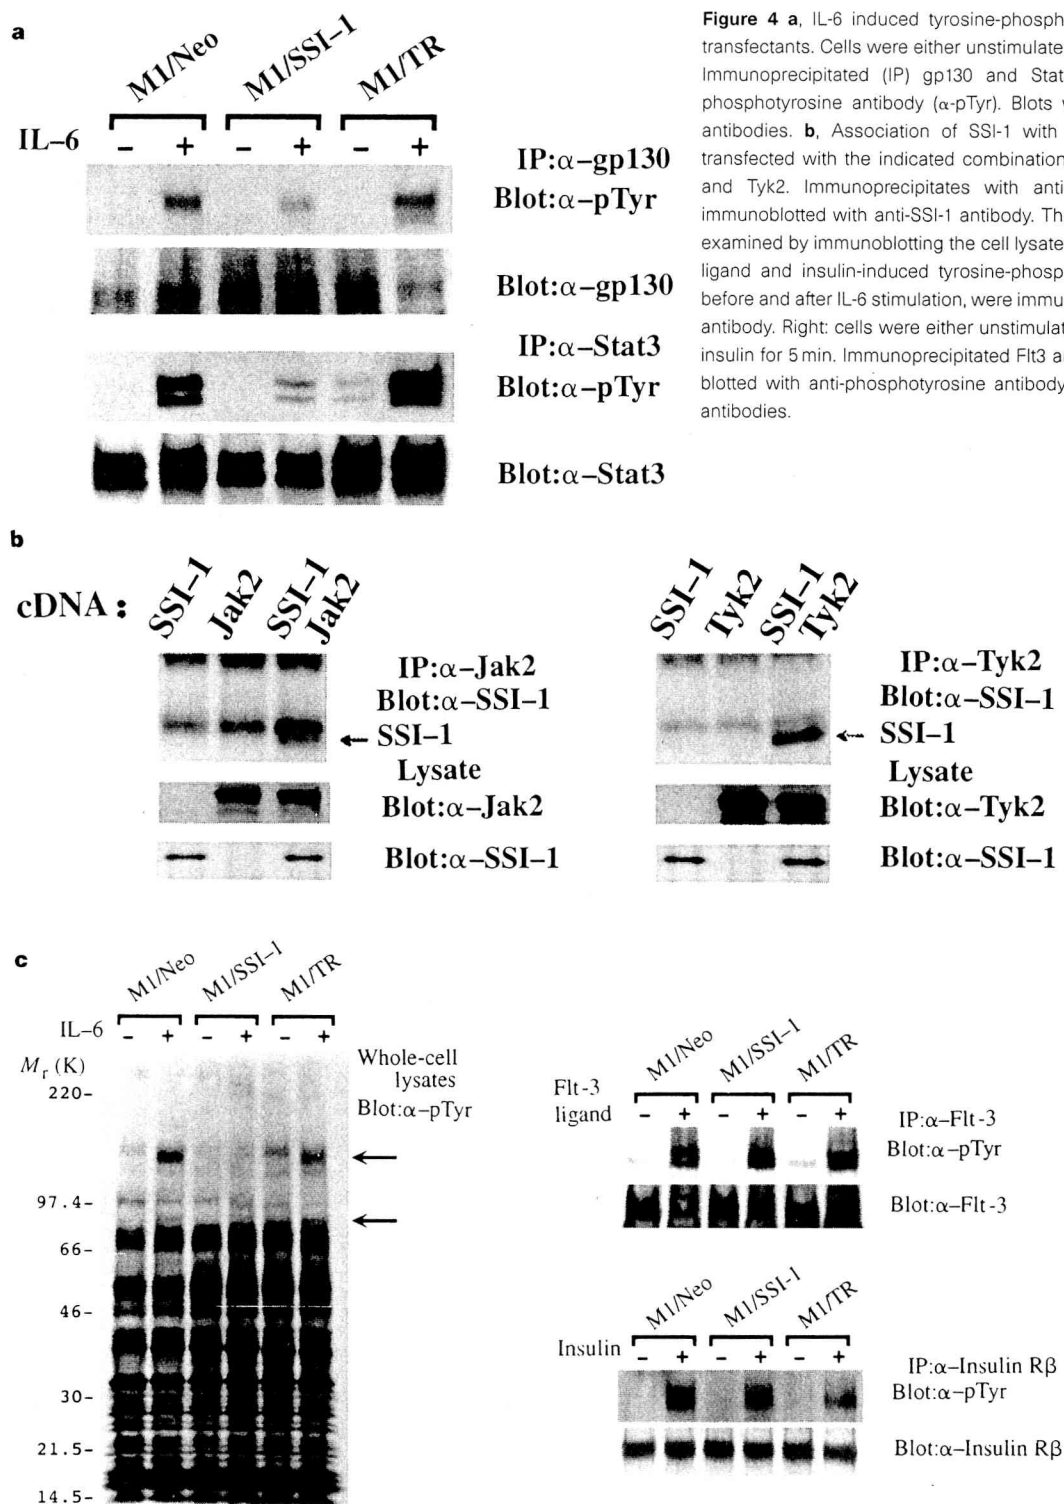 Figure 4 a, IL-6 induced tyrosine-phosph
transfectants. Cells were either unstimulate
Immunoprecipitated (IP) gp130 and Stat
phosphotyrosine antibody (α-pTyr). Blots
antibodies. b, Association of SSI-1 with
transfected with the indicated combination
and Tyk2. Immunoprecipitates with anti
immunoblotted with anti-SSI-1 antibody. Th
examined by immunoblotting the cell lysate
ligand and insulin-induced tyrosine-phosp
before and after IL-6 stimulation, were immu
antibody. Right: cells were either unstimulat
insulin for 5 min. Immunoprecipitated Flt3 a
blotted with anti-phosphotyrosine antibody
antibodies.
a
M1/Neo M1/SSI-1 M1/TR
IL-6 - + - + - +
IP:α-gp130
Blot:α-pTyr
Blot:α-gp130
IP:α-Stat3
Blot:α-pTyr
Blot:α-Stat3
b
cDNA :
SSI-1 Jak2 SSI-1 Jak2
IP:α-Jak2
Blot:α-SSI-1
SSI-1
Lysate
Blot:α-Jak2
Blot:α-SSI-1
SSI-1 Tyk2 SSI-1 Tyk2
IP:α-Tyk2
Blot:α-SSI-1
SSI-1
Lysate
Blot:α-Tyk2
Blot:α-SSI-1
c
M1/Neo M1/SSI-1 M1/TR
IL-6 - + - + - +
Mr (K)
Whole-cell
lysates
Blot:α-pTyr
220-
97.4-
66-
46-
30-
21.5-
14.5-
M1/Neo M1/SSI-1 M1/TR
Flt-3
ligand - + - + - +
IP:α-Flt-3
Blot:α-pTyr
Blot:α-Flt-3
M1/Neo M1/SSI-1 M1/TR
Insulin - + - + - +
IP:α-Insulin Rβ
Blot:α-pTyr
Blot:α-Insulin Rβ